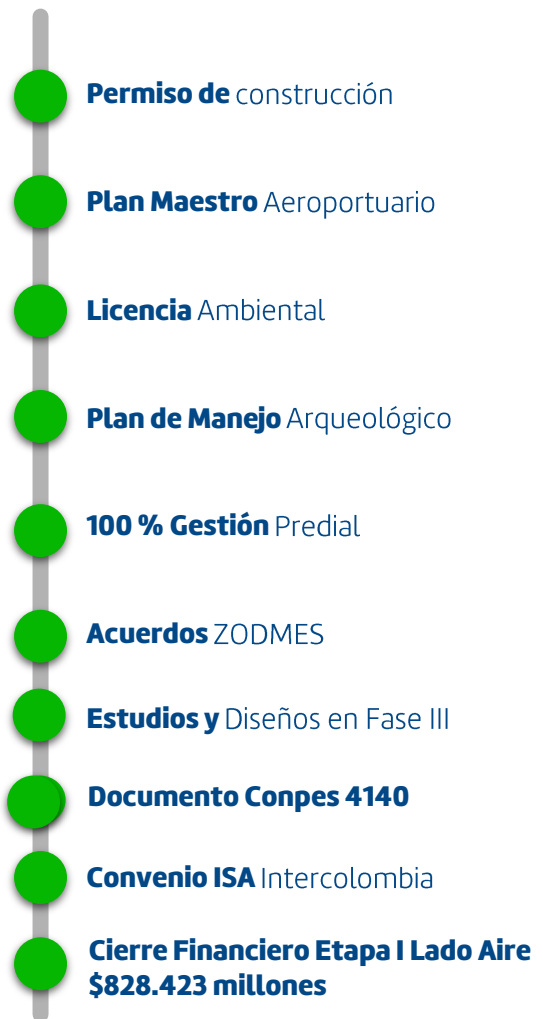 Permiso de construcción
Plan Maestro Aeroportuario
Licencia Ambiental
Plan de Manejo Arqueológico
100 % Gestión Predial
Acuerdos ZODMES
Estudios y Diseños en Fase III
Documento Conpes 4140
Convenio ISA Intercolombia
Cierre Financiero Etapa I Lado Aire
$828.423 millones